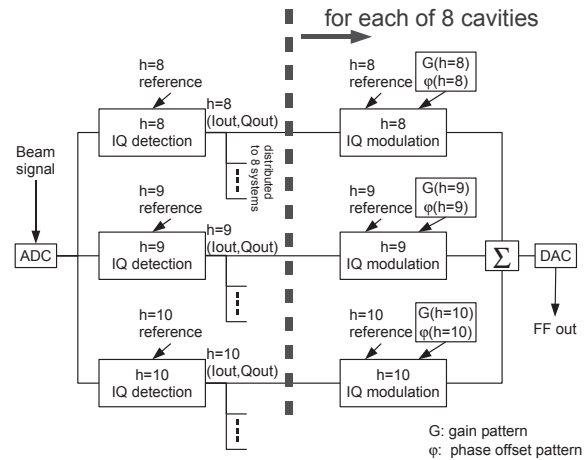 for each of 8 cavities
h=8
reference
h=8
(Iout,Qout)
h=8
reference
G(h=8)
φ(h=8)
h=8
IQ detection
h=8
IQ modulation
distributed
to 8 systems
Beam
signal
h=9
reference
h=9
(Iout,Qout)
h=9
reference
G(h=9)
φ(h=9)
ADC
h=9
IQ detection
h=9
IQ modulation
Σ
DAC
FF out
h=10
reference
h=10
(Iout,Qout)
h=10
reference
G(h=10)
φ(h=10)
h=10
IQ detection
h=10
IQ modulation
G: gain pattern
φ: phase offset pattern